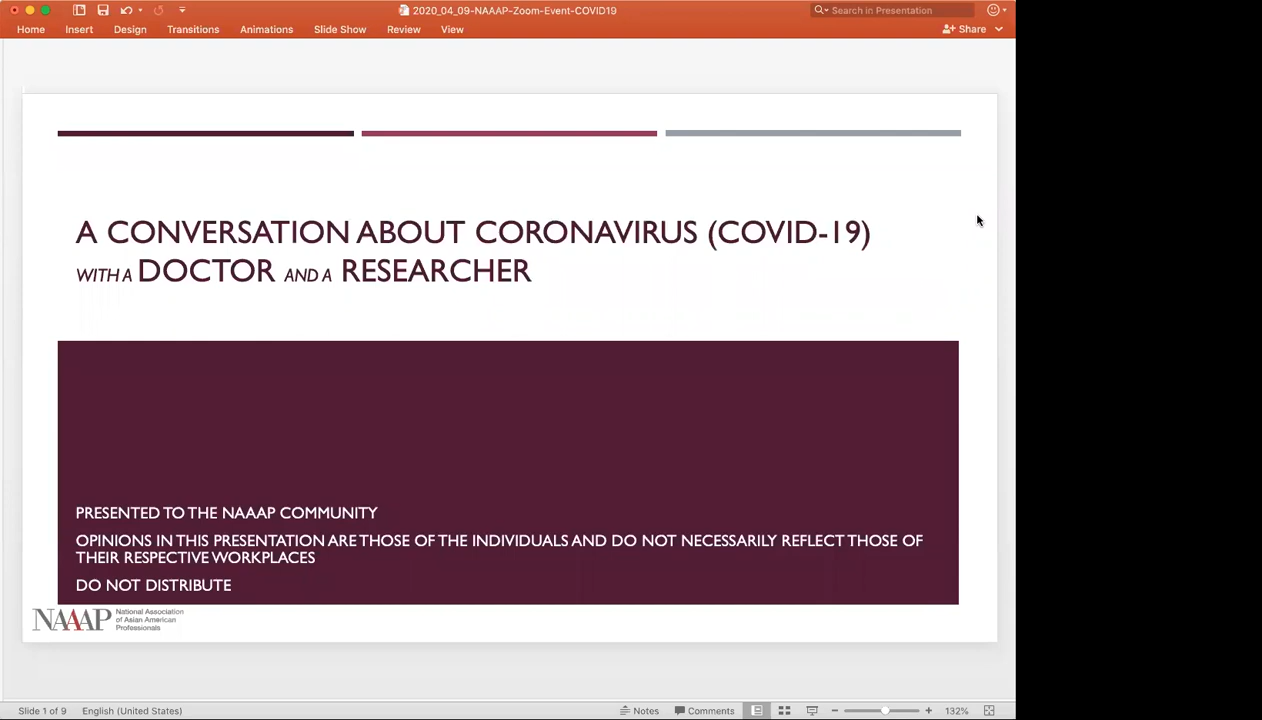 2020_04_09-NAAAP-Zoom-Event-COVID19
Search in Presentation
Home Insert Design Transitions Animations Slide Show Review View Share
A CONVERSATION ABOUT CORONAVIRUS (COVID-19)
WITH A DOCTOR AND A RESEARCHER
PRESENTED TO THE NAAAP COMMUNITY
OPINIONS IN THIS PRESENTATION ARE THOSE OF THE INDIVIDUALS AND DO NOT NECESSARILY REFLECT THOSE OF
THEIR RESPECTIVE WORKPLACES
DO NOT DISTRIBUTE
NAAAP
National Association
of Asian American
Professionals
Slide 1 of 9 English (United States) Notes Comments 132%